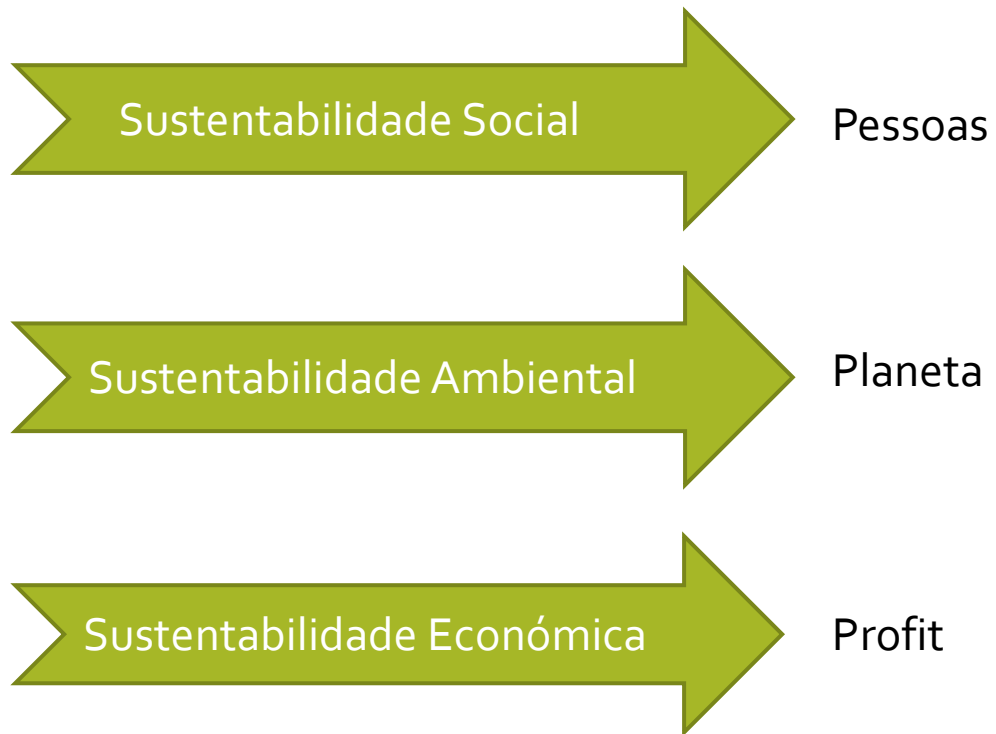 Sustentabilidade Social
Pessoas
Sustentabilidade Ambiental
Planeta
Sustentabilidade Económica
Profit